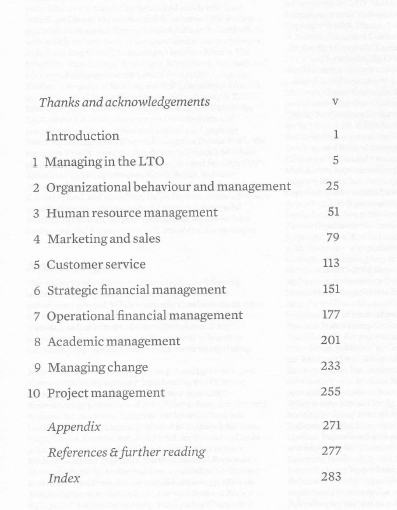 Thanks and acknowledgements v
Introduction 1
1 Managing in the LTO 5
2 Organizational behaviour and management 25
3 Human resource management 51
4 Marketing and sales 79
5 Customer service 113
6 Strategic financial management 151
7 Operational financial management 177
8 Academic management 201
9 Managing change 233
10 Project management 255
Appendix 271
References & further reading 277
Index 283